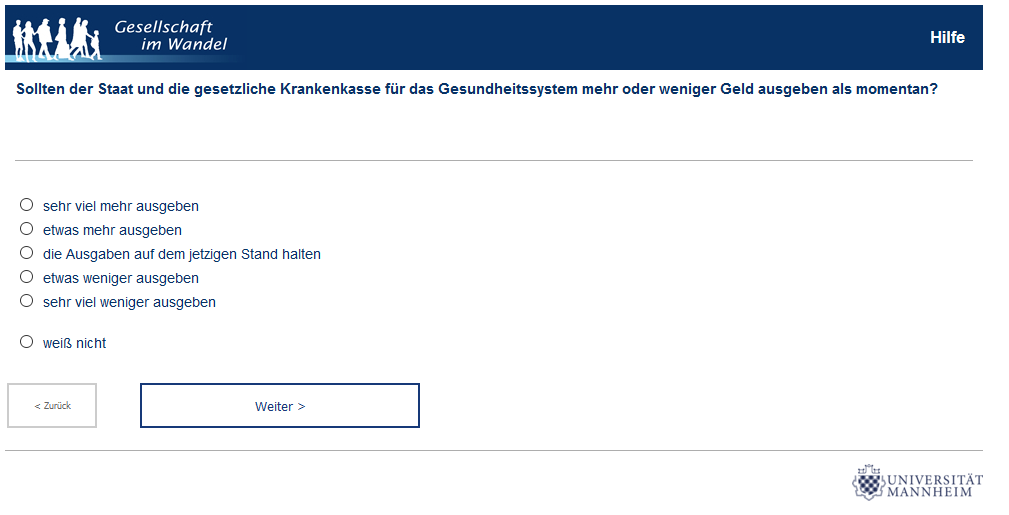 Gesellschaft
im Wandel
Hilfe
Sollten der Staat und die gesetzliche Krankenkasse für das Gesundheitssystem mehr oder weniger Geld ausgeben als momentan?
sehr viel mehr ausgeben
etwas mehr ausgeben
die Ausgaben auf dem jetzigen Stand halten
etwas weniger ausgeben
sehr viel weniger ausgeben
weiß nicht
< Zurück
Weiter >
UNIVERSITÄT
MANNHEIM